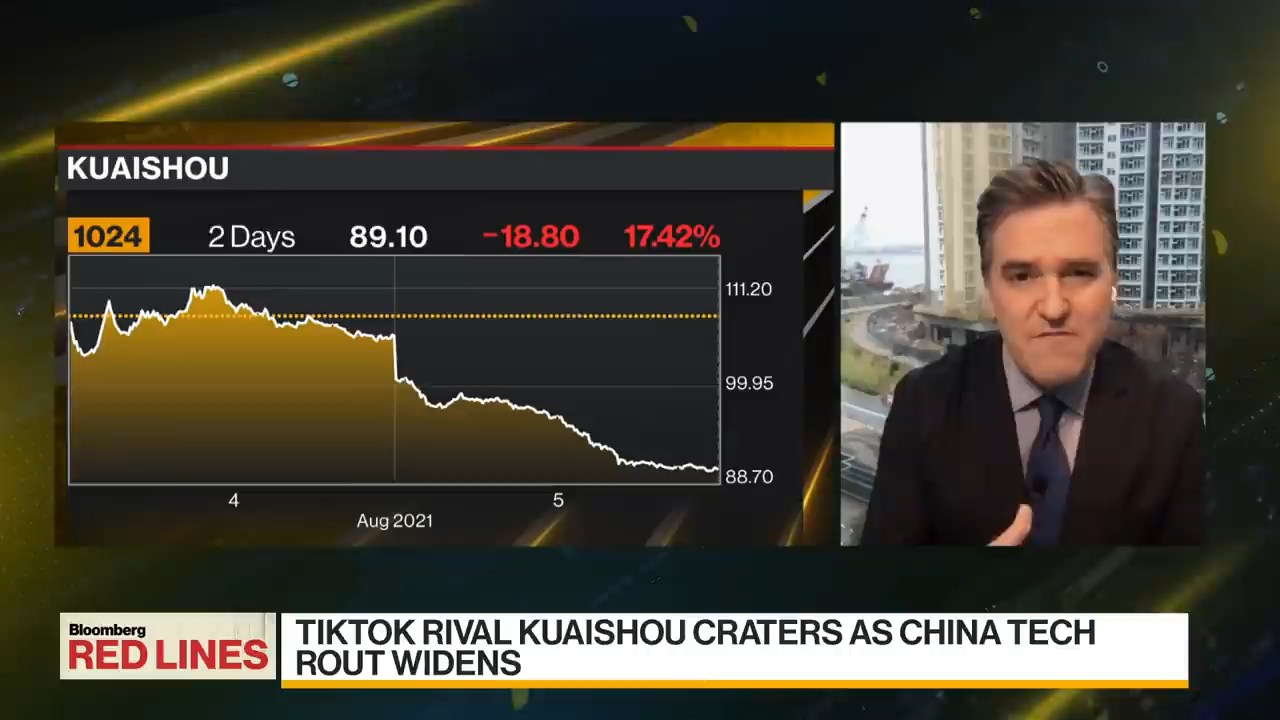 KUAISHOU
1024 2 Days 89.10 −18.80 17.42%
111.20
99.95
88.70
4 5
Aug 2021
Bloomberg
RED LINES
TIKTOK RIVAL KUAISHOU CRATERS AS CHINA TECH
ROUT WIDENS